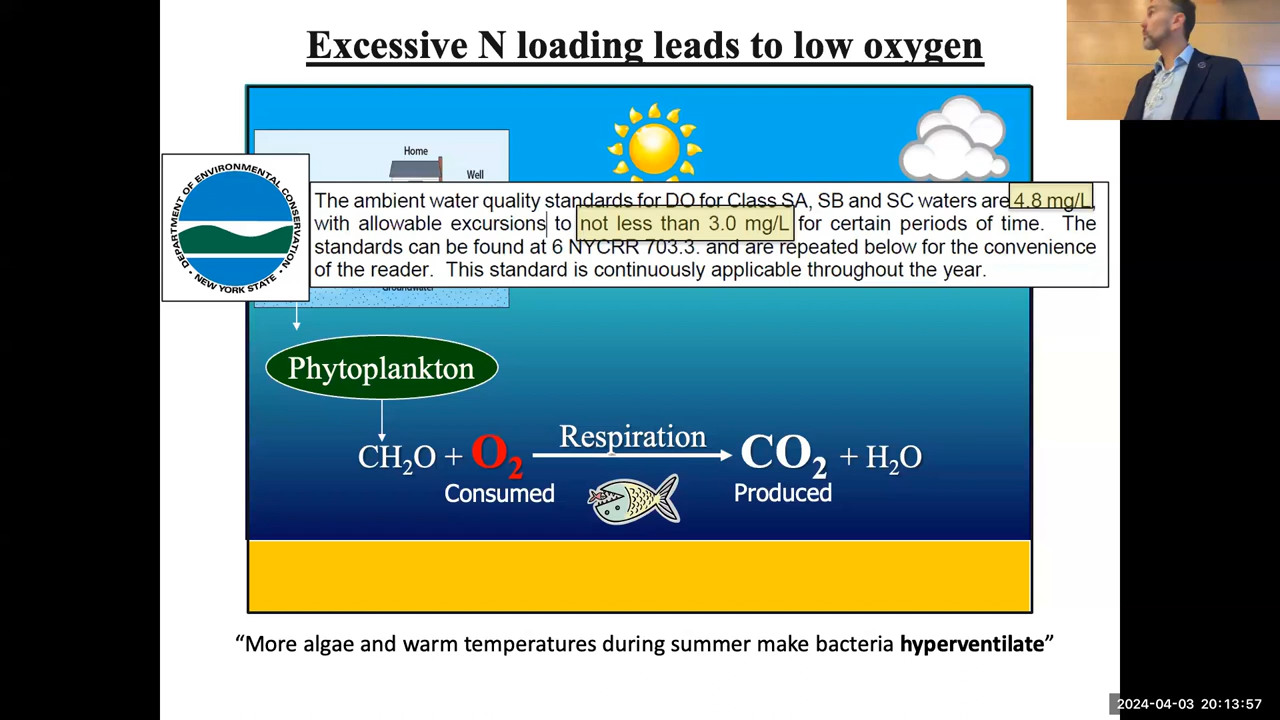 Excessive N loading leads to low oxygen
Home
Well
DEPARTMENT OF ENVIRONMENTAL CONSERVATION
NEW YORK STATE
The ambient water quality standards for DO for Class SA, SB and SC waters are 4.8 mg/L,
with allowable excursions to not less than 3.0 mg/L for certain periods of time. The
standards can be found at 6 NYCRR 703.3. and are repeated below for the convenience
of the reader. This standard is continuously applicable throughout the year.
Groundwater
Phytoplankton
CH₂O + O₂ Respiration CO₂ + H₂O
Consumed Produced
“More algae and warm temperatures during summer make bacteria hyperventilate”
2024-04-03 20:13:57